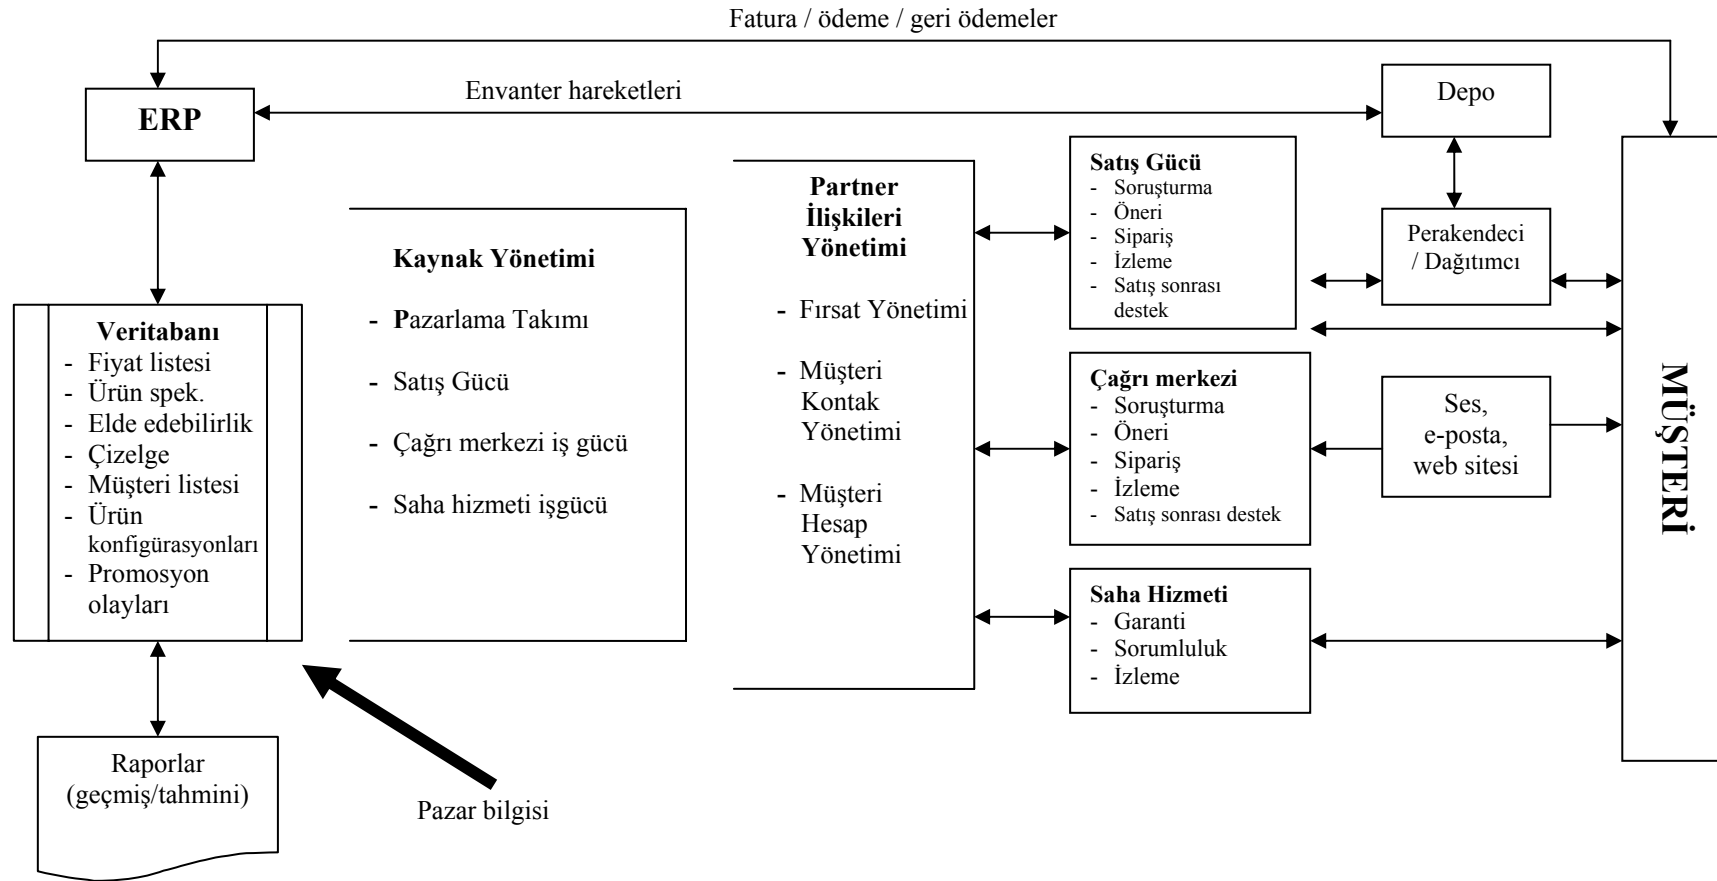 Fatura / ödeme / geri ödemeler
Envanter hareketleri
ERP
Depo
Veritabanı
- Fiyat listesi
- Ürün spek.
- Elde edebilirlik
- Çizelge
- Müşteri listesi
- Ürün
konfigürasyonları
- Promosyon
olayları
Raporlar
(geçmiş/tahmini)
Pazar bilgisi
Kaynak Yönetimi
- Pazarlama Takımı
- Satış Gücü
- Çağrı merkezi iş gücü
- Saha hizmeti işgücü
Partner
İlişkileri
Yönetimi
- Fırsat Yönetimi
- Müşteri
Kontak
Yönetimi
- Müşteri
Hesap
Yönetimi
Satış Gücü
- Soruşturma
- Öneri
- Sipariş
- İzleme
- Satış sonrası
destek
Çağrı merkezi
- Soruşturma
- Öneri
- Sipariş
- İzleme
- Satış sonrası destek
Saha Hizmeti
- Garanti
- Sorumluluk
- İzleme
Perakendeci
/ Dağıtımcı
Ses,
e-posta,
web sitesi
MÜŞTERİ